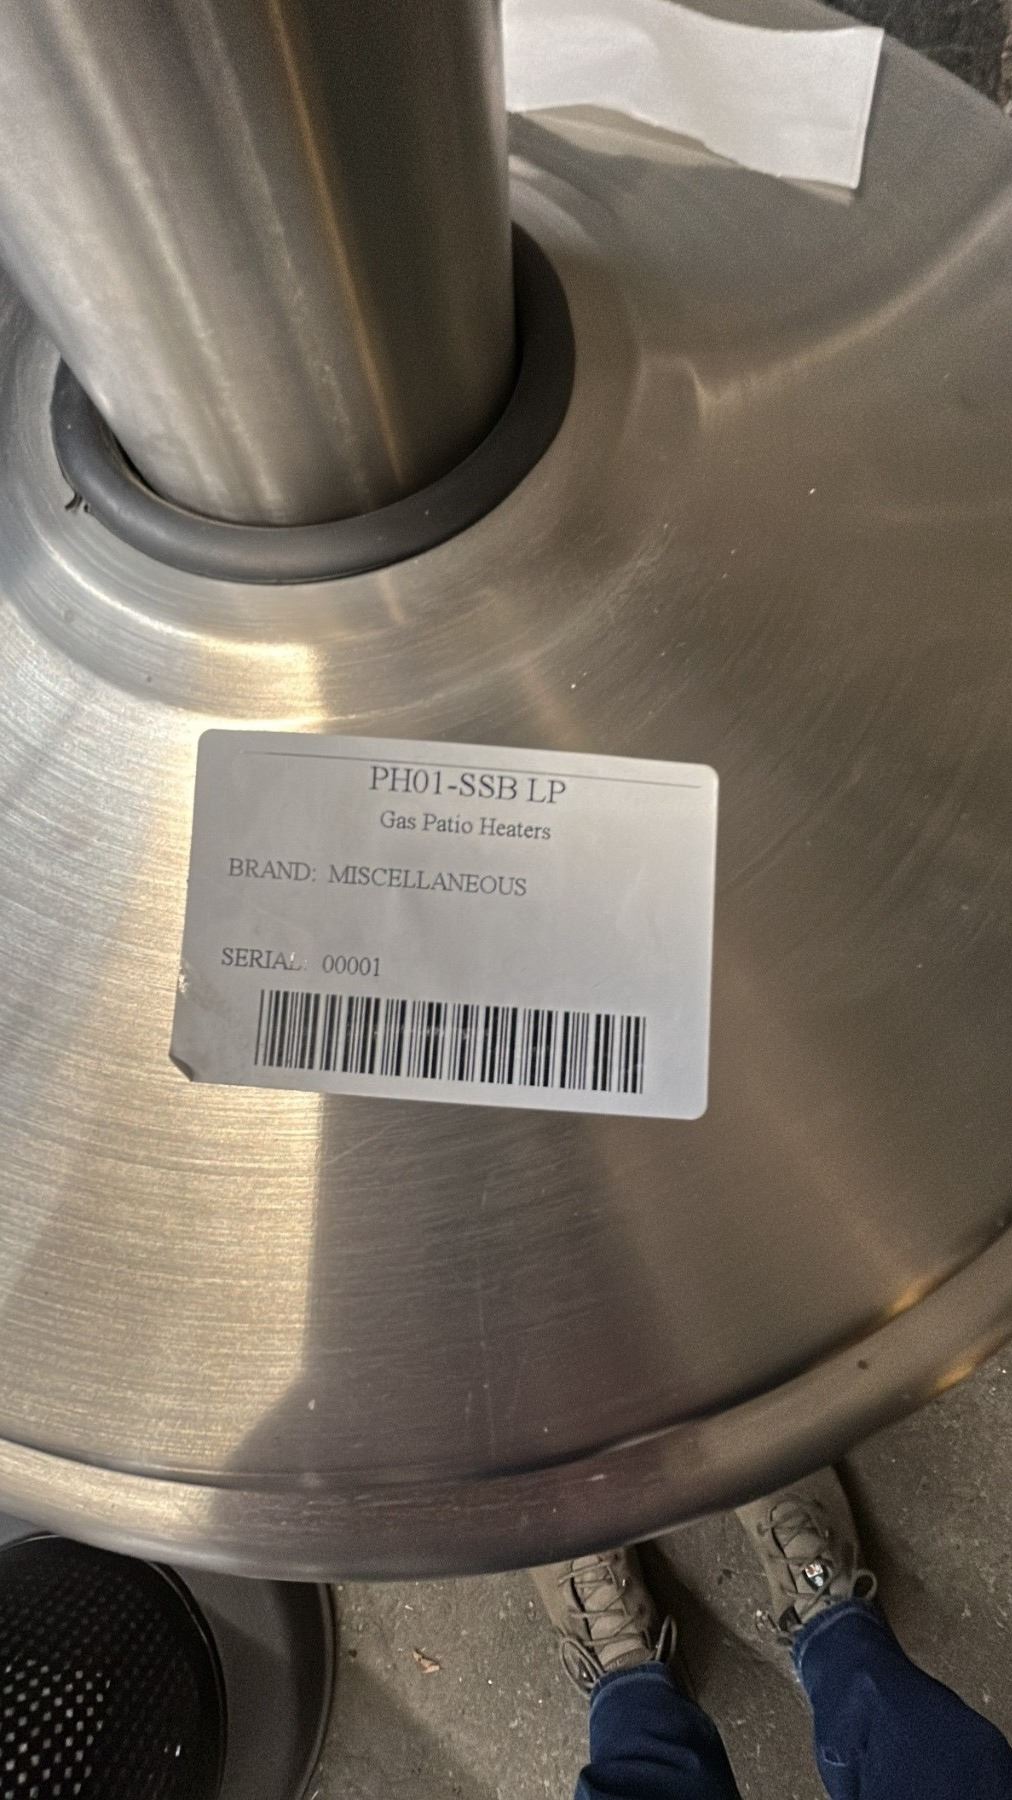 PH01-SSB LP
Gas Patio Heaters
BRAND: MISCELLANEOUS
SERIAL: 00001